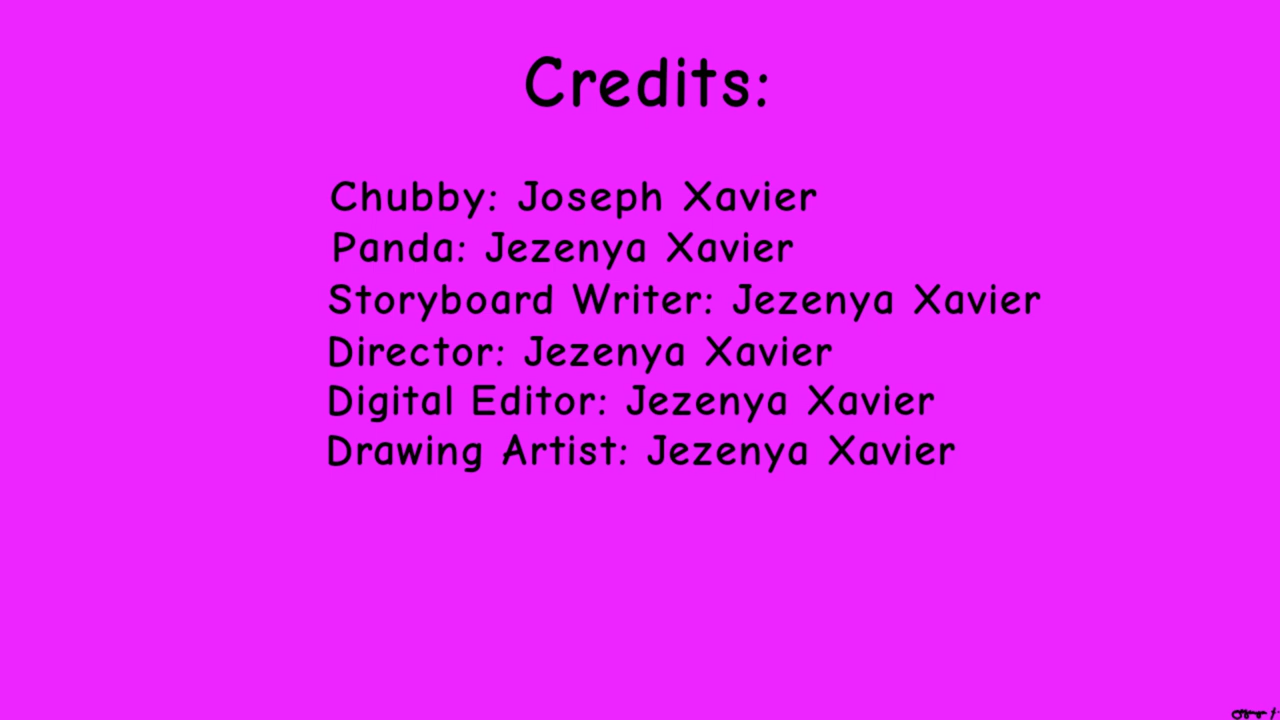 Credits:
Chubby: Joseph Xavier
Panda: Jezenya Xavier
Storyboard Writer: Jezenya Xavier
Director: Jezenya Xavier
Digital Editor: Jezenya Xavier
Drawing Artist: Jezenya Xavier